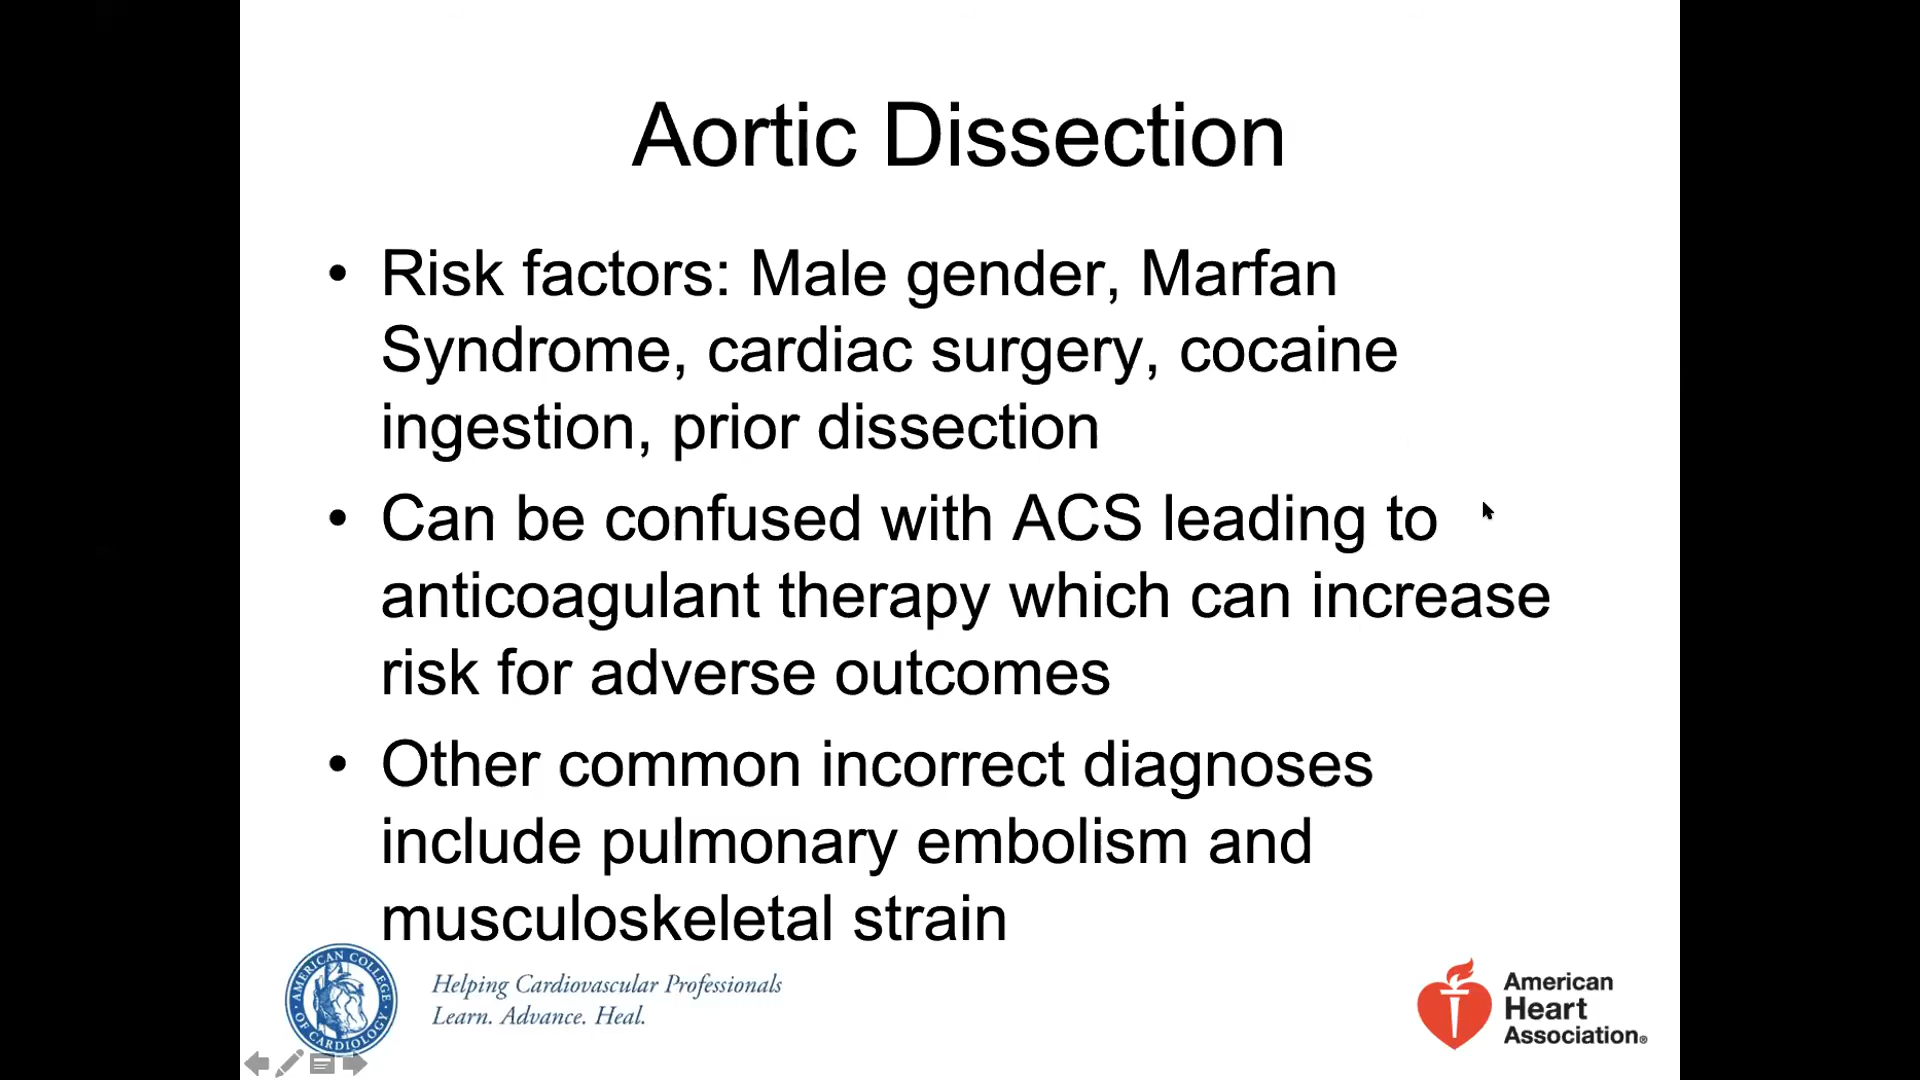 Aortic Dissection
• Risk factors: Male gender, Marfan
Syndrome, cardiac surgery, cocaine
ingestion, prior dissection
• Can be confused with ACS leading to
anticoagulant therapy which can increase
risk for adverse outcomes
• Other common incorrect diagnoses
include pulmonary embolism and
musculoskeletal strain
AMERICAN COLLEGE OF CARDIOLOGY
Helping Cardiovascular Professionals
Learn. Advance. Heal.
American
Heart
Association®